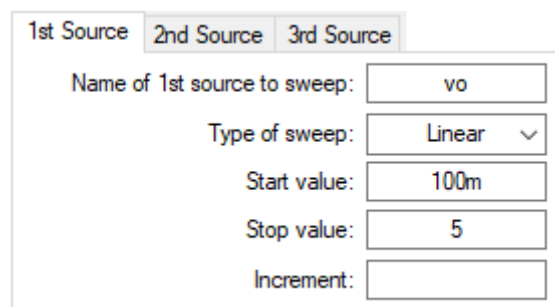 1st Source 2nd Source 3rd Source
Name of 1st source to sweep: vo
Type of sweep: Linear
Start value: 100m
Stop value: 5
Increment: